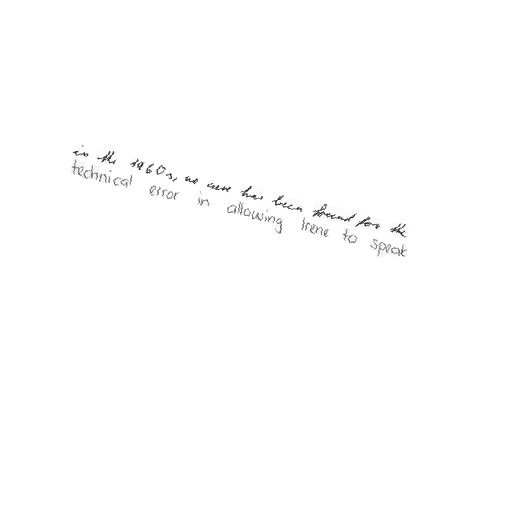 in the 1960s, no cure has been found for the
technical error in allowing Irene to speak